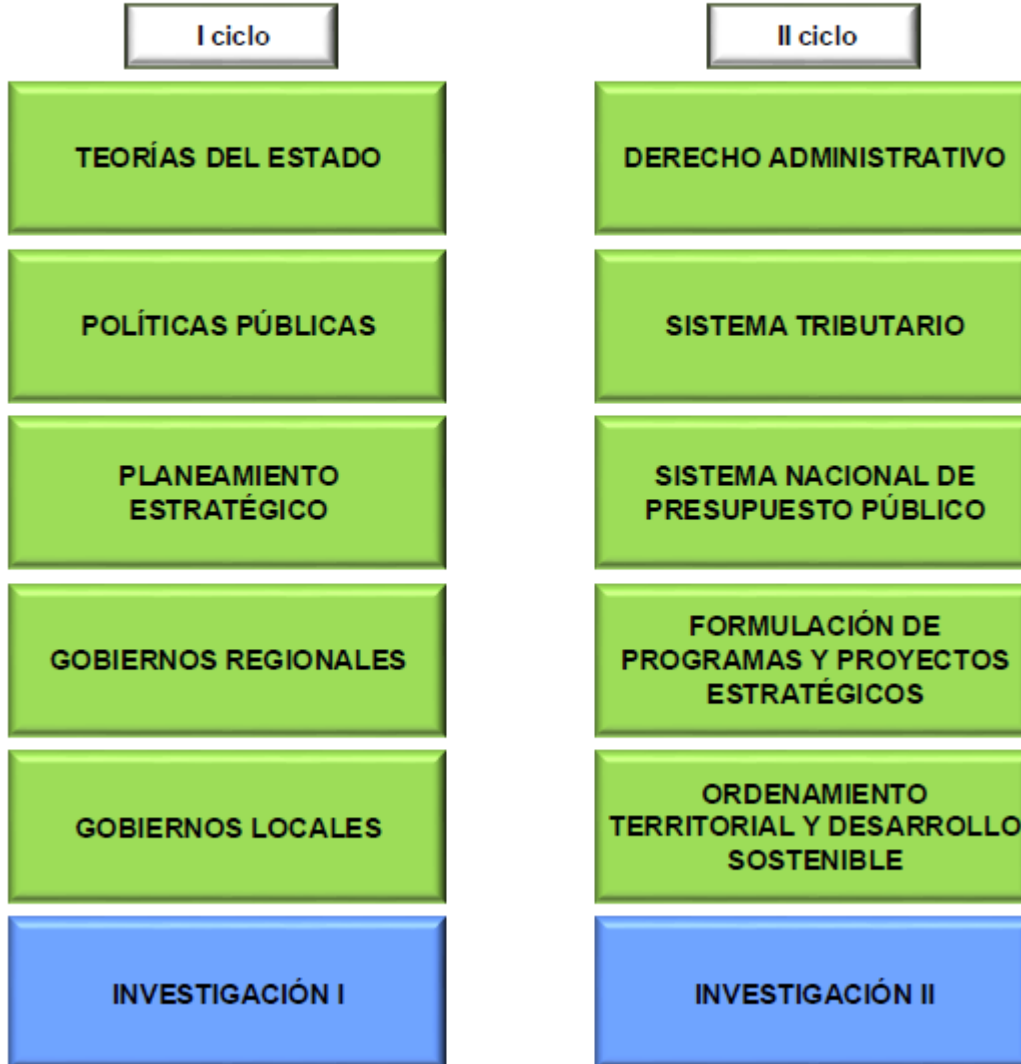 I ciclo
TEORÍAS DEL ESTADO
POLÍTICAS PÚBLICAS
PLANEAMIENTO
ESTRATÉGICO
GOBIERNOS REGIONALES
GOBIERNOS LOCALES
INVESTIGACIÓN I
II ciclo
DERECHO ADMINISTRATIVO
SISTEMA TRIBUTARIO
SISTEMA NACIONAL DE
PRESUPUESTO PÚBLICO
FORMULACIÓN DE
PROGRAMAS Y PROYECTOS
ESTRATÉGICOS
ORDENAMIENTO
TERRITORIAL Y DESARROLLO
SOSTENIBLE
INVESTIGACIÓN II